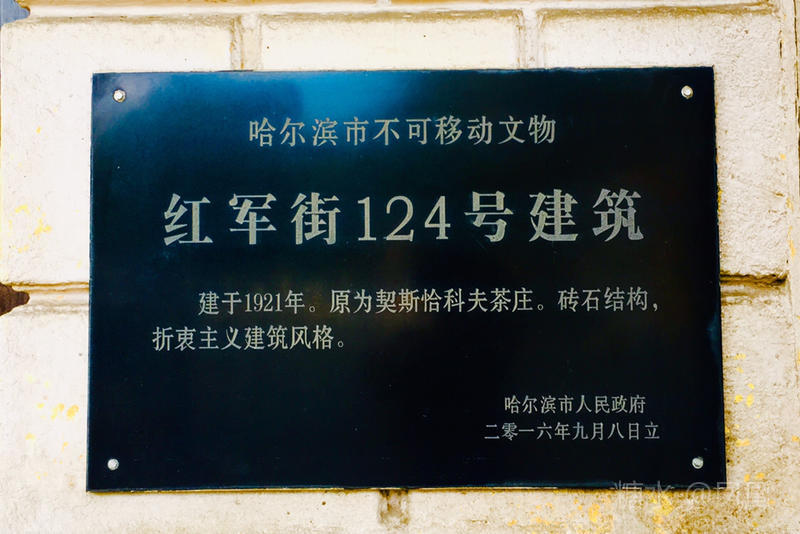 哈尔滨市不可移动文物
红军街124号建筑
建于1921年。原为契斯恰科夫茶庄。砖石结构，
折衷主义建筑风格。
哈尔滨市人民政府
二零一六年九月八日立